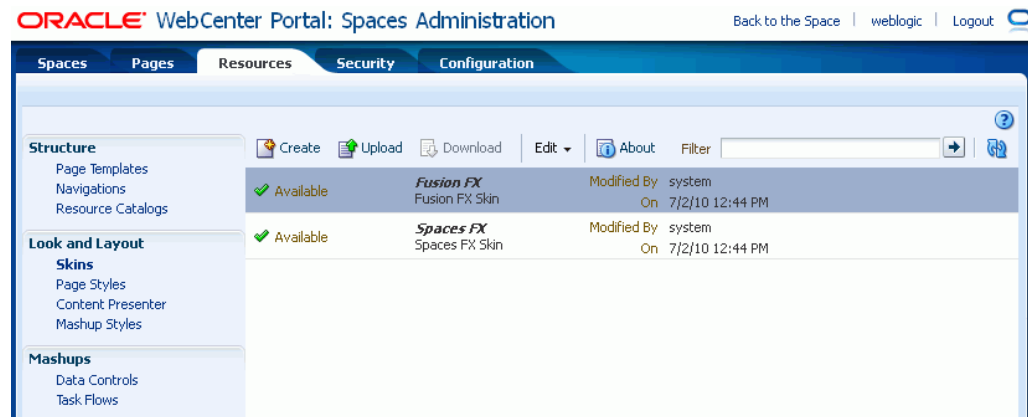 ORACLE WebCenter Portal: Spaces Administration Back to the Space | weblogic | Logout
Spaces Pages Resources Security Configuration
Structure
Page Templates
Navigations
Resource Catalogs
Look and Layout
Skins
Page Styles
Content Presenter
Mashup Styles
Mashups
Data Controls
Task Flows
Create Upload Download Edit About Filter
Available Fusion FX Modified By system
Fusion FX Skin On 7/2/10 12:44 PM
Available Spaces FX Modified By system
Spaces FX Skin On 7/2/10 12:44 PM